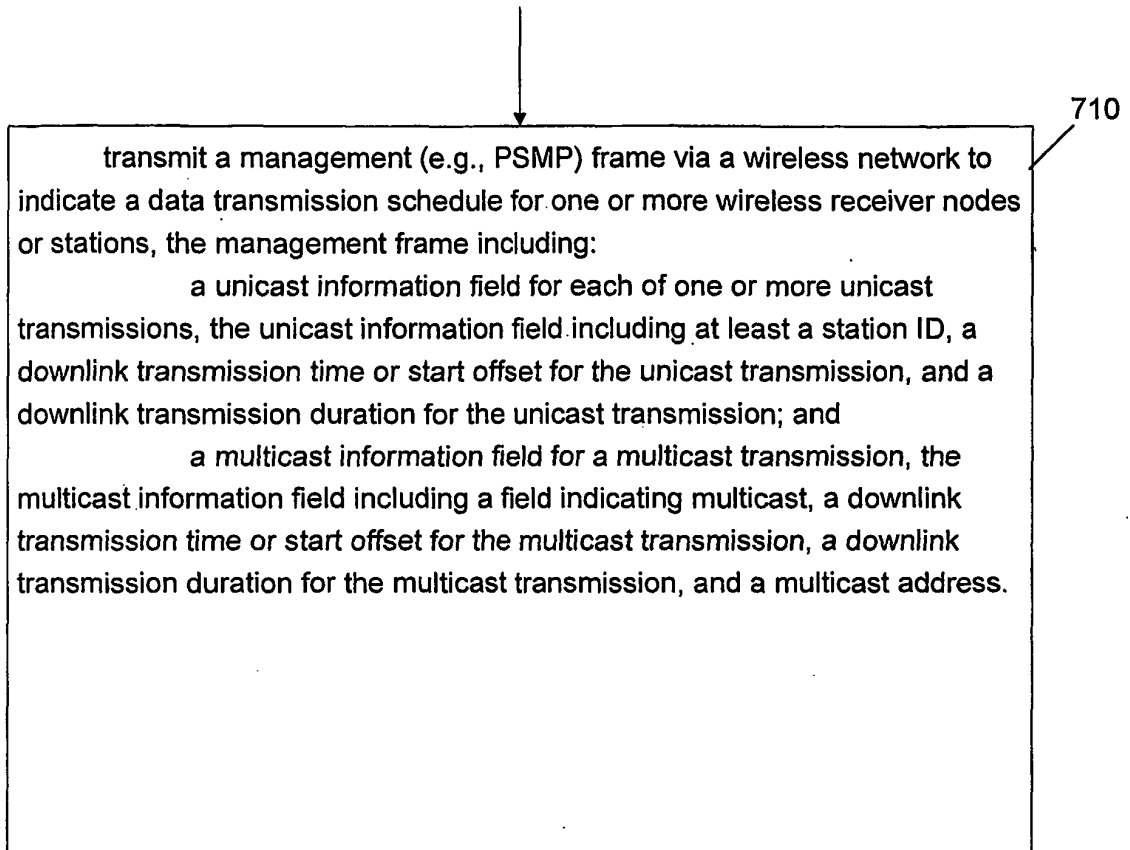 710
transmit a management (e.g., PSMP) frame via a wireless network to
indicate a data transmission schedule for one or more wireless receiver nodes
or stations, the management frame including:
a unicast information field for each of one or more unicast
transmissions, the unicast information field including at least a station ID, a
downlink transmission time or start offset for the unicast transmission, and a
downlink transmission duration for the unicast transmission; and
a multicast information field for a multicast transmission, the
multicast information field including a field indicating multicast, a downlink
transmission time or start offset for the multicast transmission, a downlink
transmission duration for the multicast transmission, and a multicast address.